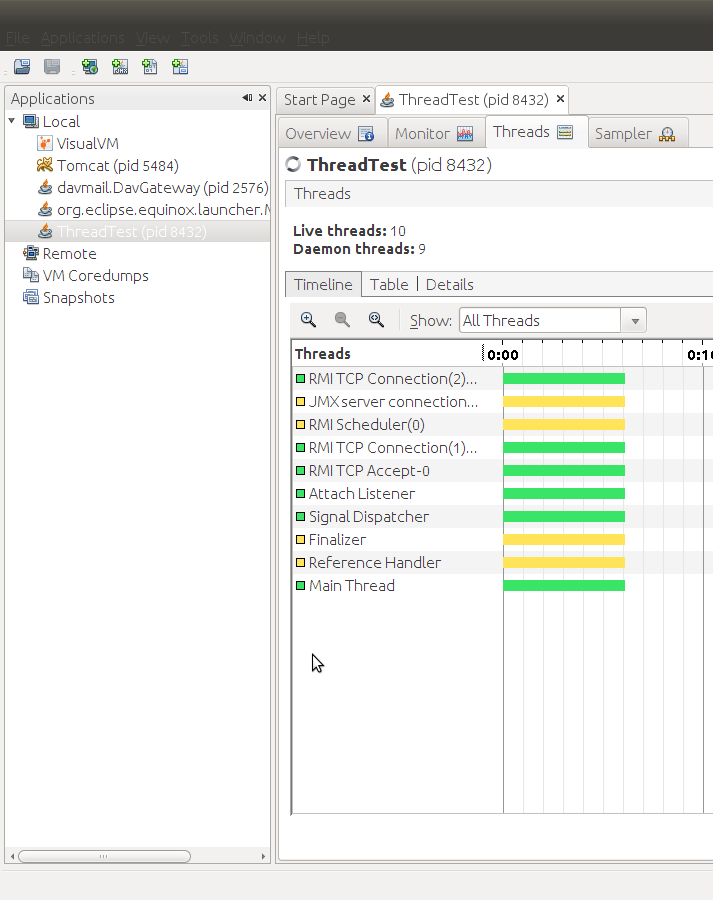 File Applications View Tools Window Help
Applications
Local
VisualVM
Tomcat (pid 5484)
davmail.DavGateway (pid 2576)
org.eclipse.equinox.launcher.M
ThreadTest (pid 8432)
Remote
VM Coredumps
Snapshots
Start Page ThreadTest (pid 8432)
Overview Monitor Threads Sampler
ThreadTest (pid 8432)
Threads
Live threads: 10
Daemon threads: 9
Timeline Table Details
Show: All Threads
Threads 0:00 0:10
RMI TCP Connection(2)...
JMX server connection...
RMI Scheduler(0)
RMI TCP Connection(1)...
RMI TCP Accept-0
Attach Listener
Signal Dispatcher
Finalizer
Reference Handler
Main Thread